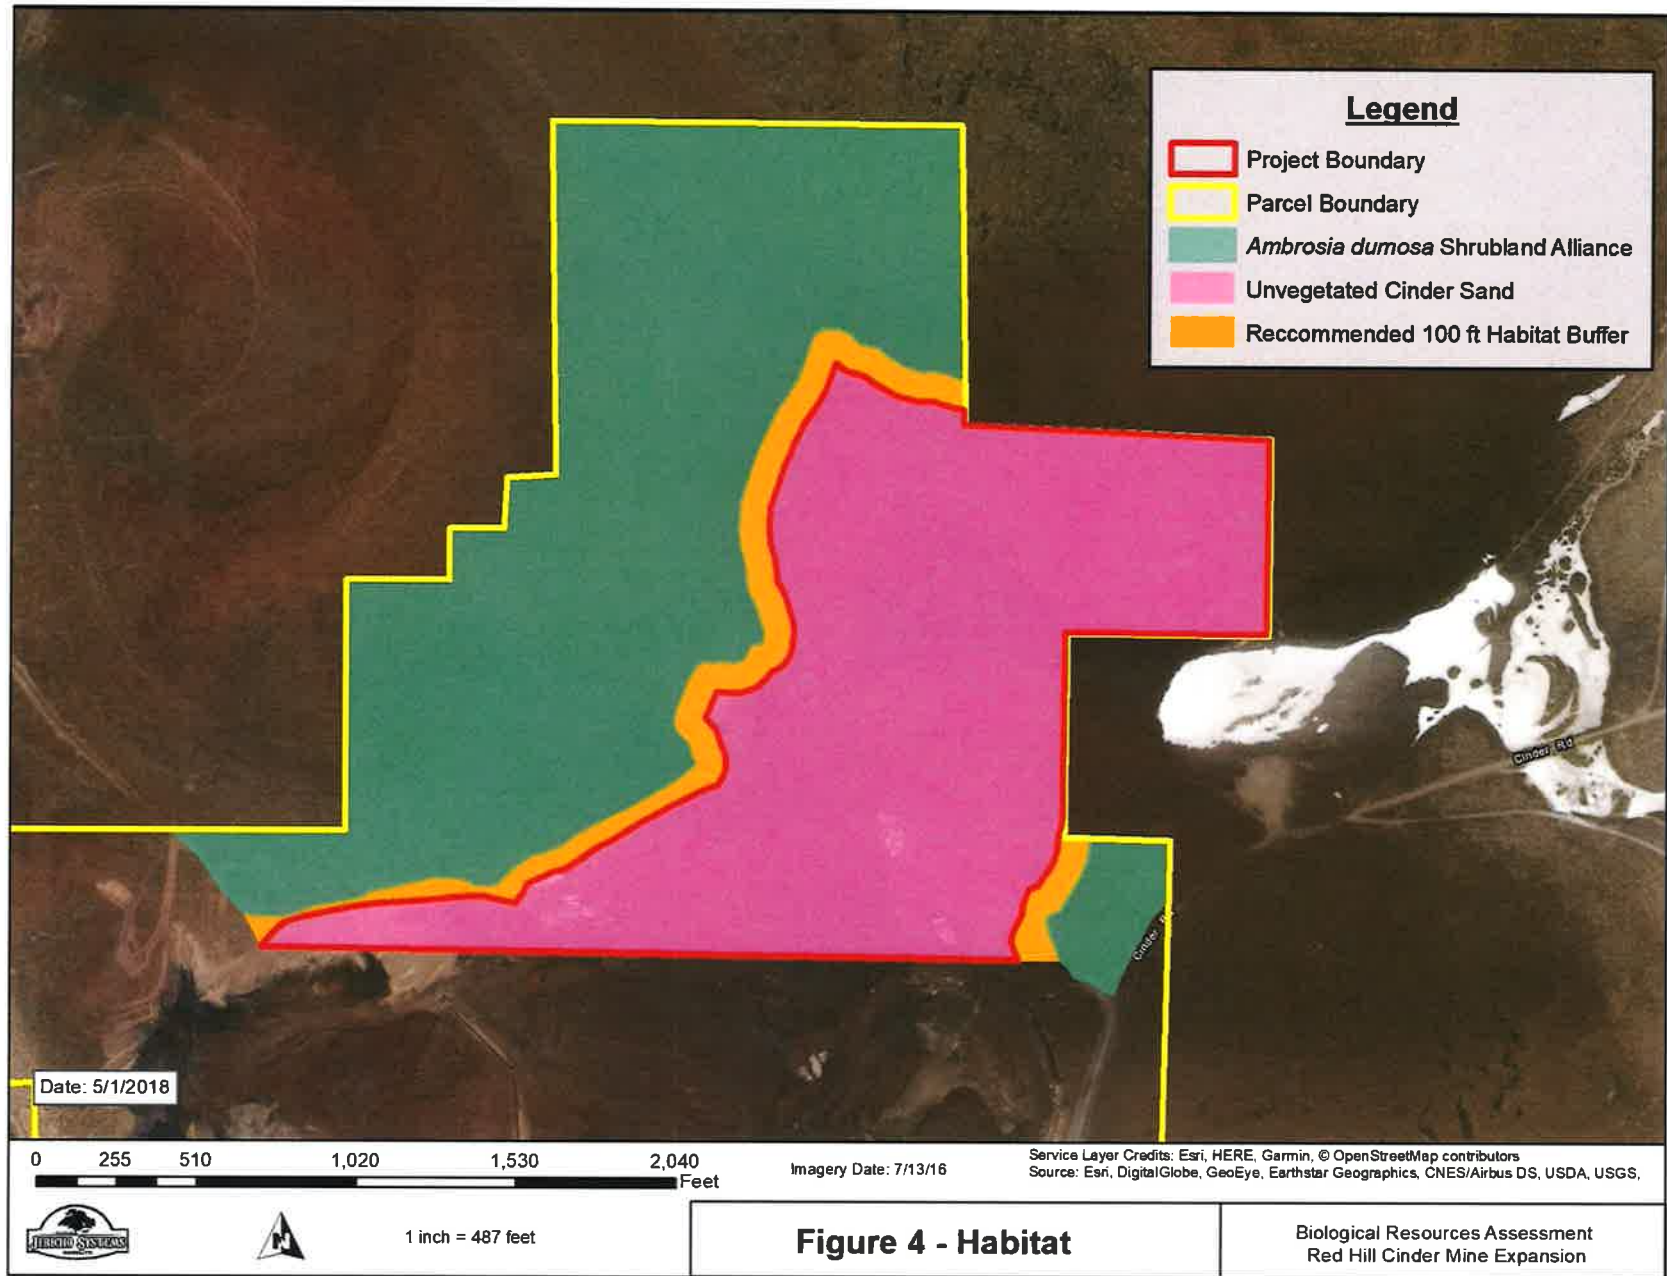 Legend
Project Boundary
Parcel Boundary
Ambrosia dumosa Shrubland Alliance
Unvegetated Cinder Sand
Reccommended 100 ft Habitat Buffer
Cinder Rd
Cinder Rd
Date: 5/1/2018
0 255 510 1,020 1,530 2,040
Feet
Imagery Date: 7/13/16
Service Layer Credits: Esri, HERE, Garmin, © OpenStreetMap contributors
Source: Esri, DigitalGlobe, GeoEye, Earthstar Geographics, CNES/Airbus DS, USDA, USGS,
JERICHO SYSTEMS
N
1 inch = 487 feet
Figure 4 - Habitat
Biological Resources Assessment
Red Hill Cinder Mine Expansion